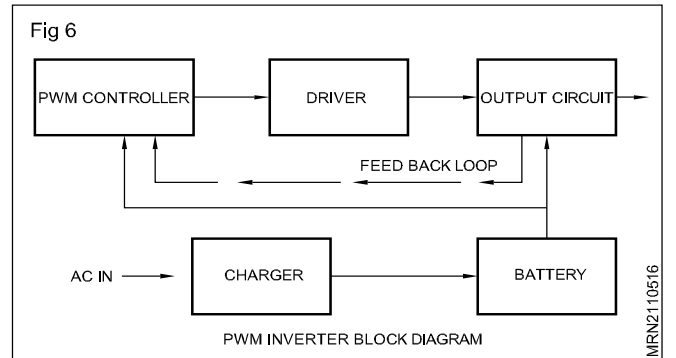 Fig 6
PWM CONTROLLER
DRIVER
OUTPUT CIRCUIT
FEED BACK LOOP
AC IN
CHARGER
BATTERY
PWM INVERTER BLOCK DIAGRAM
MRN2110516